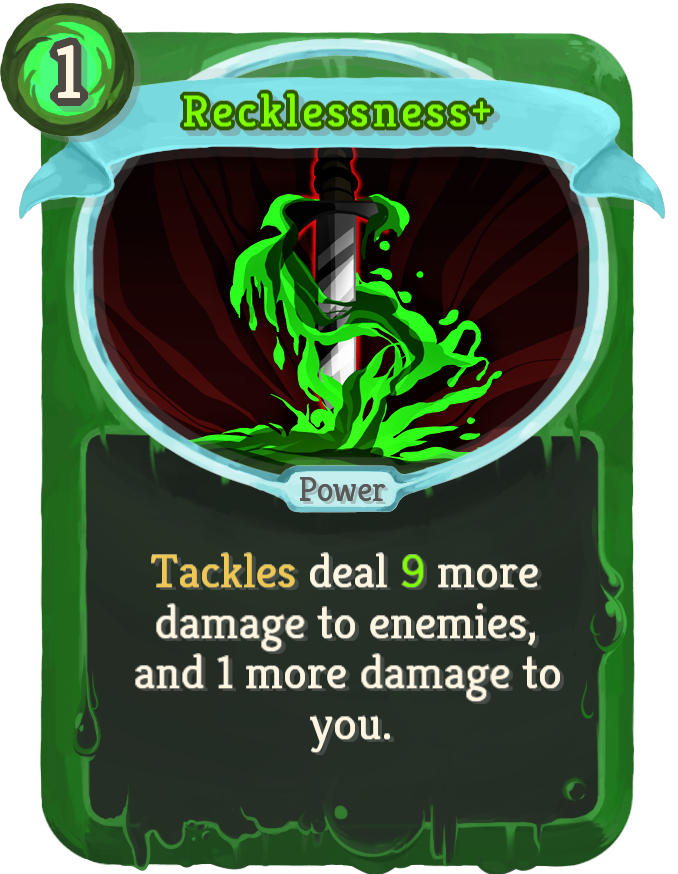 1
Recklessness+
Power
Tackles deal 9 more
damage to enemies,
and 1 more damage to
you.